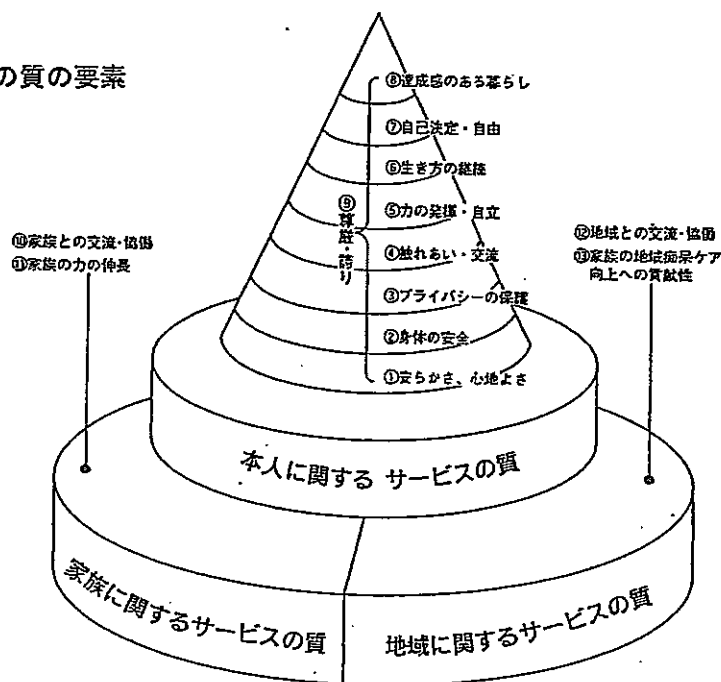 の質の要素
⑧達成感のある暮らし
⑦自己決定・自由
⑥生き方の継続
⑤力の発揮・自立
④触れあい・交流
③プライバシーの保護
②身体の安全
①安らかさ、心地よさ
⑨尊厳・誇り
⑩家族との交流・協働
⑪家族の力の伸長
⑫地域との交流・協働
⑬家族の地域痴呆ケア
向上への貢献性
本人に関する サービスの質
家族に関するサービスの質
地域に関するサービスの質